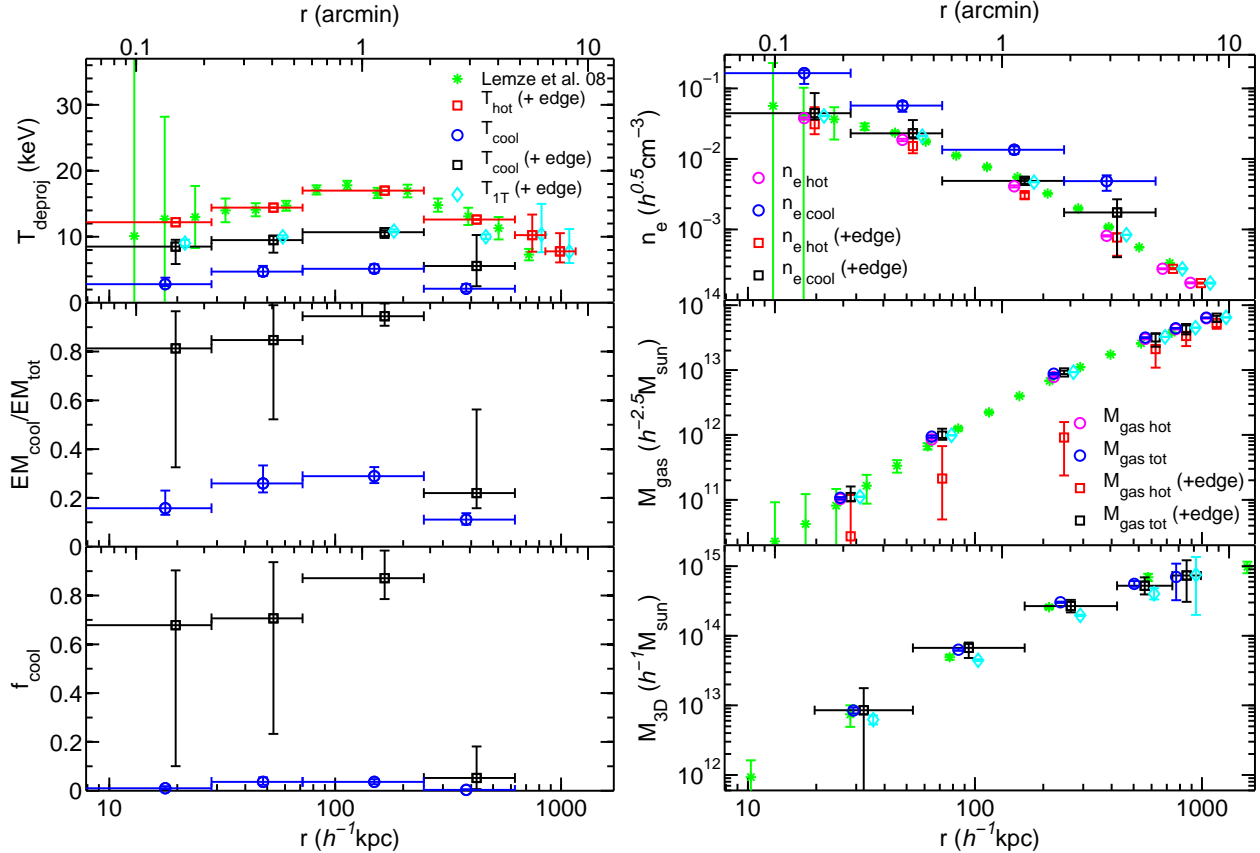 r (arcmin)
0.1 1 10
T_deproj (keV)
30
20
10
0
Lemze et al. 08
T_hot (+ edge)
T_cool
T_cool (+ edge)
T_1T (+ edge)
EM_cool/EM_tot
0.8
0.6
0.4
0.2
0
f_cool
0.8
0.6
0.4
0.2
0
10 100 1000
r (h^−1 kpc)
r (arcmin)
0.1 1 10
n_e (h^0.5 cm^−3)
10^−1
10^−2
10^−3
10^14
n_e hot
n_e cool
n_e hot (+edge)
n_e cool (+edge)
M_gas (h^−2.5 M_sun)
10^13
10^12
10^11
M_gas hot
M_gas tot
M_gas hot (+edge)
M_gas tot (+edge)
M_3D (h^−1 M_sun)
10^15
10^14
10^13
10^12
10 100 1000
r (h^−1 kpc)